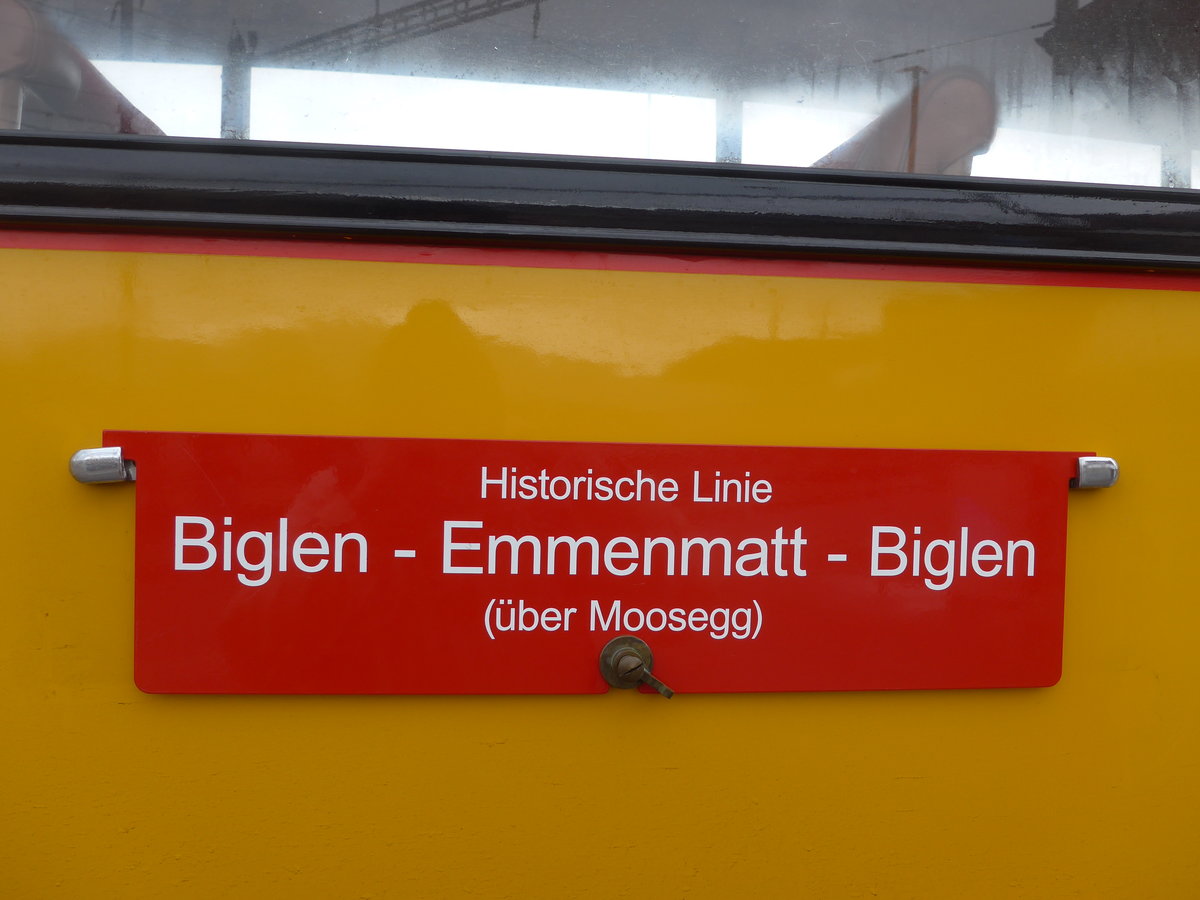 Historische Linie
Biglen - Emmenmatt - Biglen
(über Moosegg)